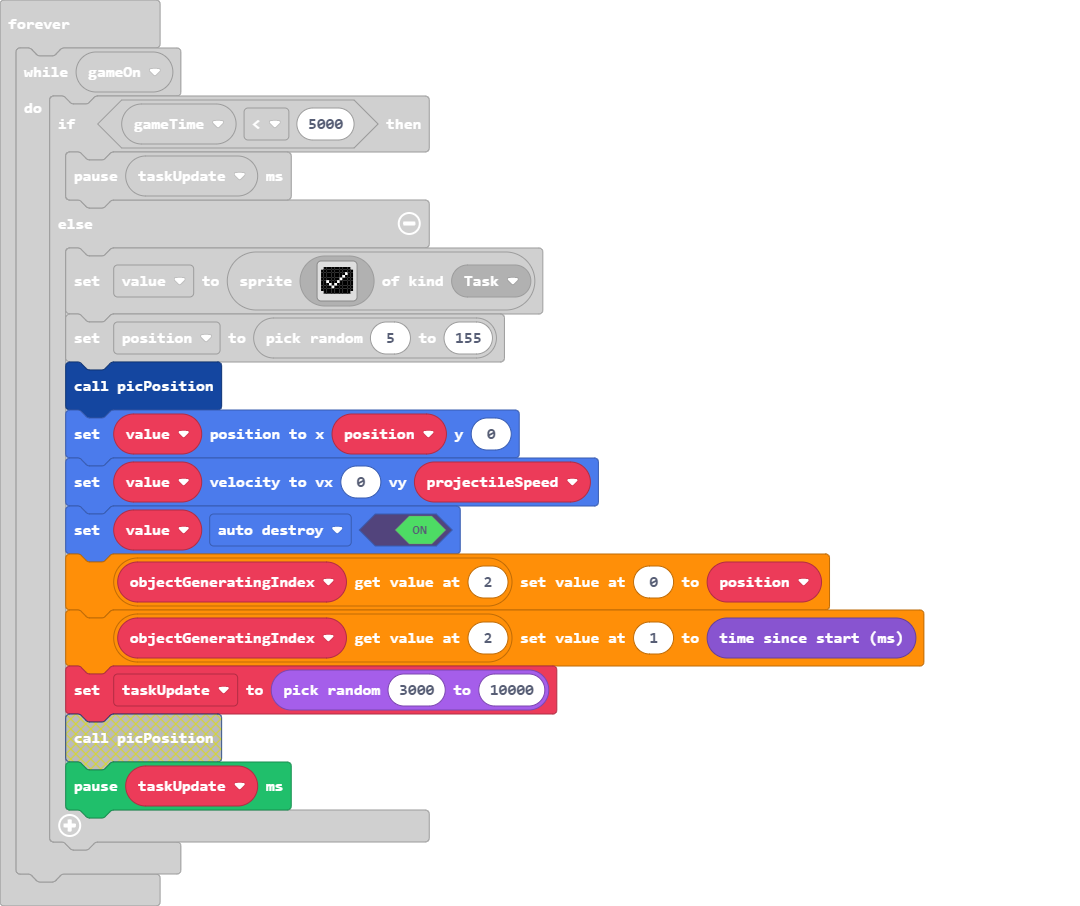 forever
while gameOn
do
if gameTime < 5000 then
pause taskUpdate ms
else
set value to sprite of kind Task
set position to pick random 5 to 155
call picPosition
set value position to x position y 0
set value velocity to vx 0 vy projectileSpeed
set value auto destroy ON
objectGeneratingIndex get value at 2 set value at 0 to position
objectGeneratingIndex get value at 2 set value at 1 to time since start (ms)
set taskUpdate to pick random 3000 to 10000
call picPosition
pause taskUpdate ms